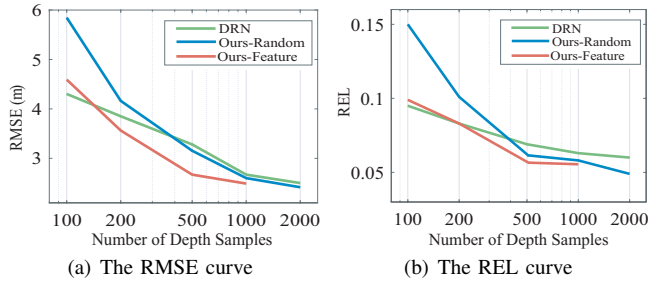 6
5
4
3
RMSE (m)
DRN
Ours-Random
Ours-Feature
100 200 500 1000 2000
Number of Depth Samples
(a) The RMSE curve
0.15
0.1
0.05
REL
DRN
Ours-Random
Ours-Feature
100 200 500 1000 2000
Number of Depth Samples
(b) The REL curve